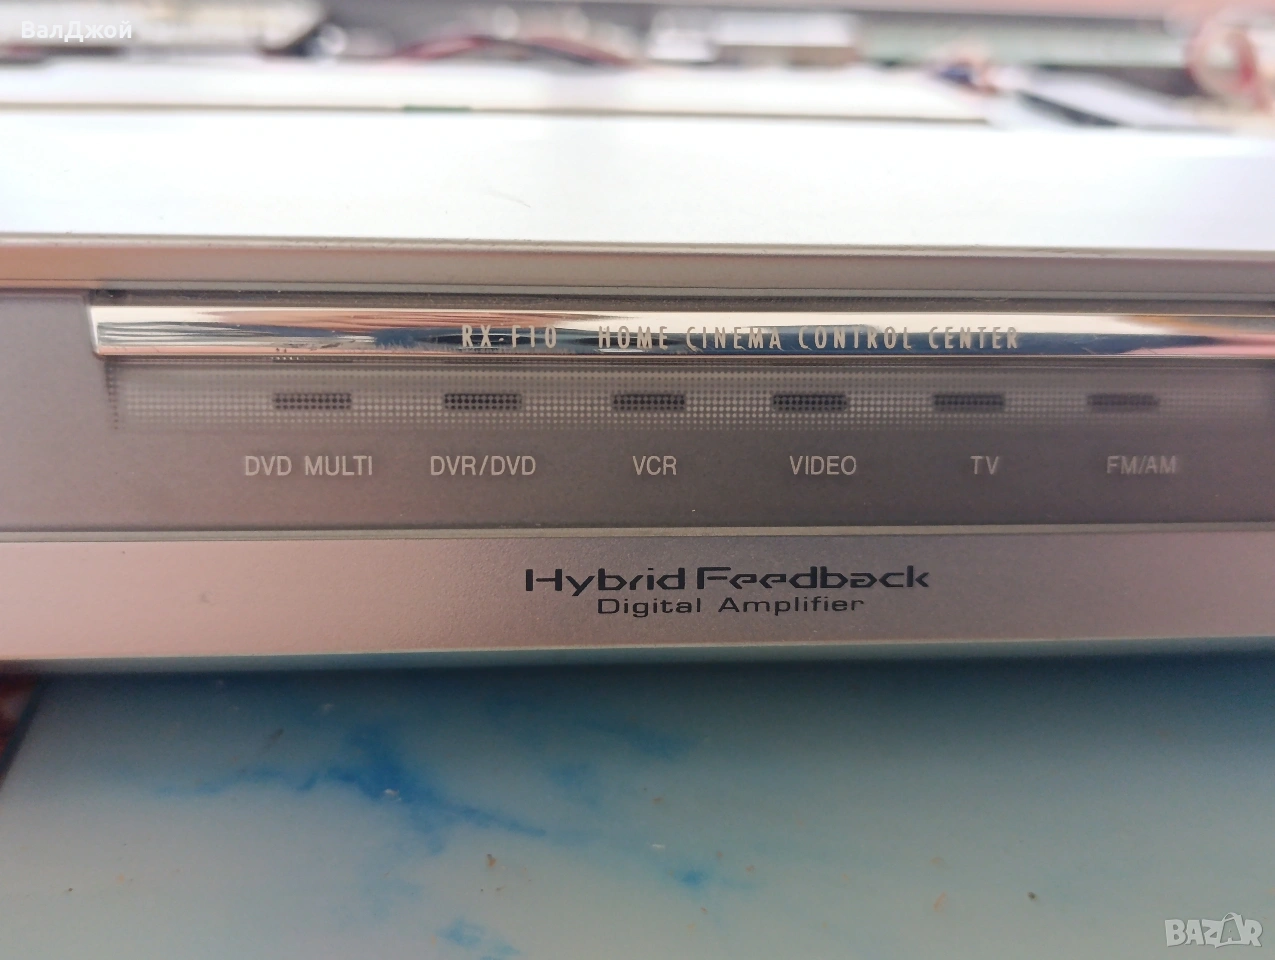 ВалДжой
RX-F10 HOME CINEMA CONTROL CENTER
DVD MULTI DVR/DVD VCR VIDEO TV FM/AM
Hybrid Feedback
Digital Amplifier
BAZAR